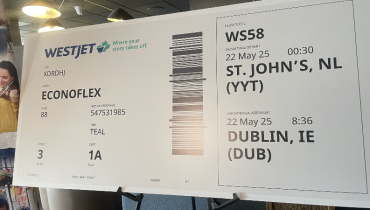 WESTJET
Where your
story takes off.
XDRDHJ
ECONOFLEX
88
547531985
TEAL
3
1A
WS58
22 May 25 00:30
ST. JOHN'S, NL
(YYT)
22 May 25 8:36
DUBLIN, IE
(DUB)